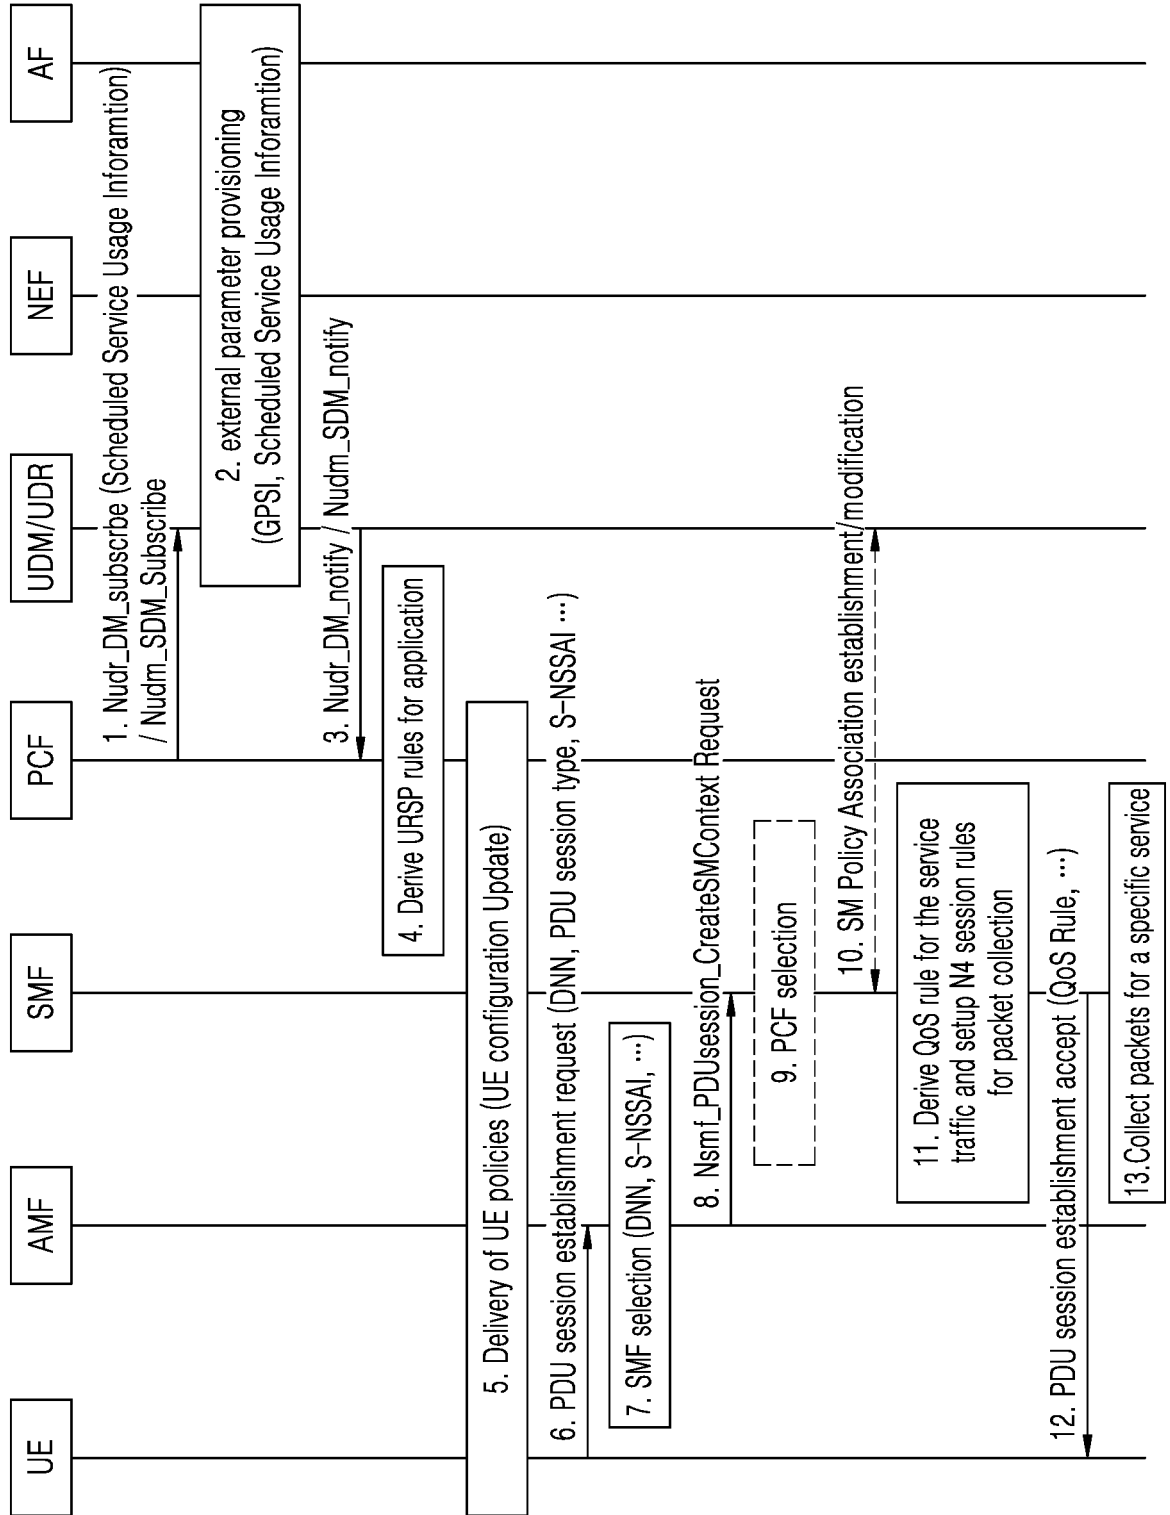 UE
AMF
SMF
PCF
UDM/UDR
NEF
AF
1. Nudr_DM_subscrbe (Scheduled Service Usage Inforamtion)
/ Nudm_SDM_Subscribe
2. external parameter provisioning
(GPSI, Scheduled Service Usage Inforamtion)
3. Nudr_DM_notify / Nudm_SDM_notify
4. Derive URSP rules for application
5. Delivery of UE policies (UE configuration Update)
6. PDU session establishment request (DNN, PDU session type, S-NSSAI ···)
7. SMF selection (DNN, S-NSSAI, ···)
8. Nsmf_PDUsession_CreateSMContext Request
9. PCF selection
10. SM Policy Association establishment/modification
11. Derive QoS rule for the service
traffic and setup N4 session rules
for packet collection
12. PDU session establishment accept (QoS Rule, ···)
13.Collect packets for a specific service